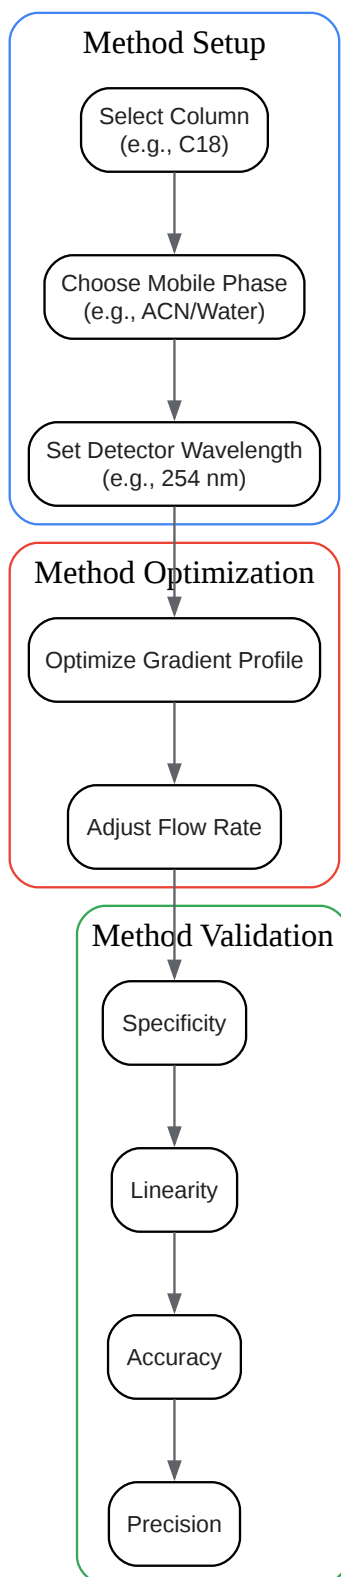 Method Setup
Select Column
(e.g., C18)
Choose Mobile Phase
(e.g., ACN/Water)
Set Detector Wavelength
(e.g., 254 nm)
Method Optimization
Optimize Gradient Profile
Adjust Flow Rate
Method Validation
Specificity
Linearity
Accuracy
Precision